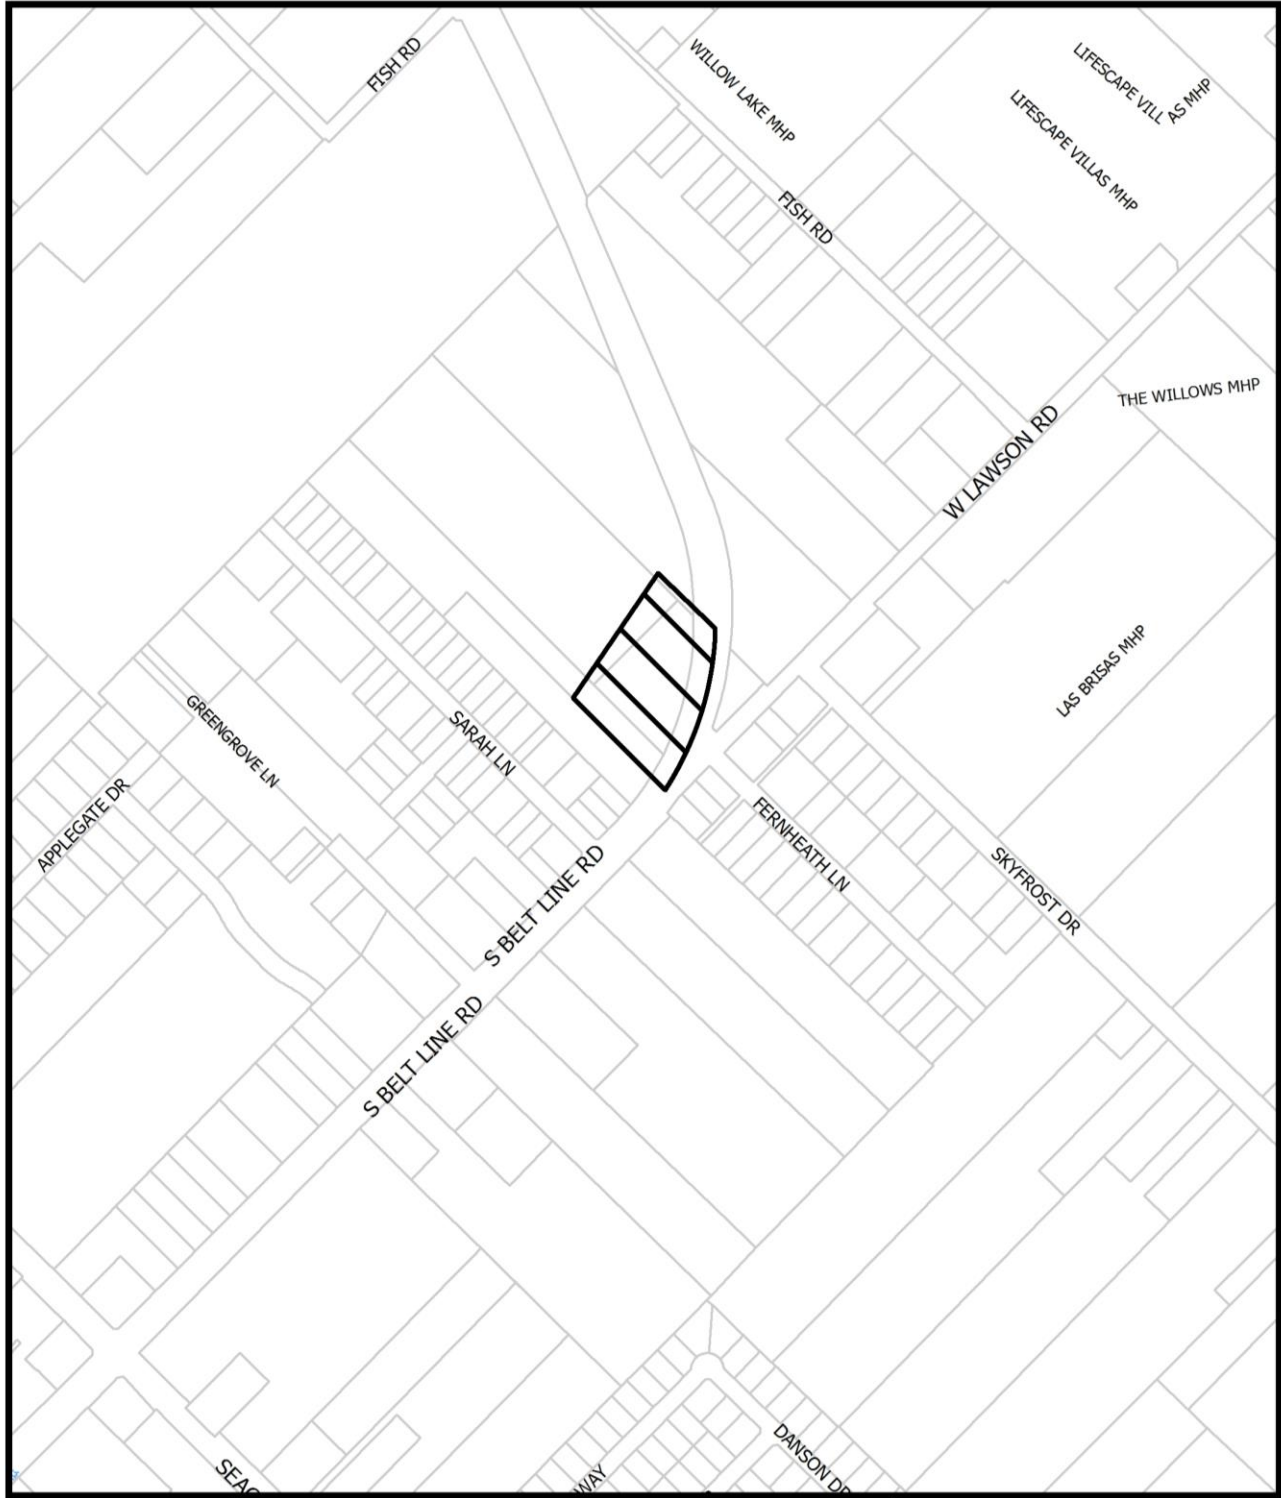 FISH RD
WILLOW LAKE MHP
LIFESCAPE VILL AS MHP
LIFESCAPE VILLAS MHP
FISH RD
THE WILLOWS MHP
W LAWSON RD
LAS BRISAS MHP
GREENGROVE LN
SARAH LN
APPLEGATE DR
FERNHEATH LN
SKYFROST DR
S BELT LINE RD
S BELT LINE RD
DANSON DR
WAY